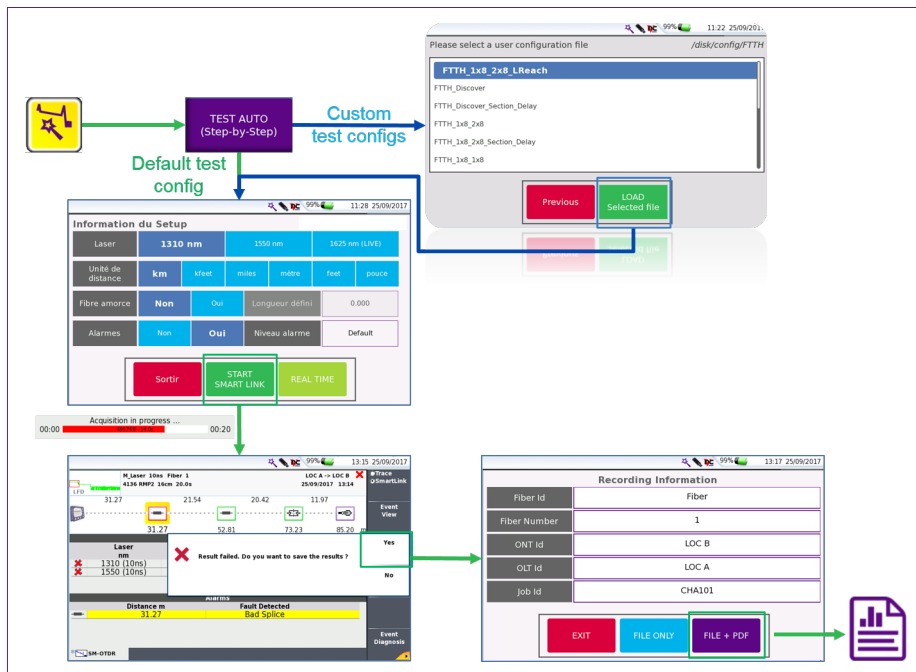 99%
11:22 25/09/201
Please select a user configuration file
/disk/config/FTTH
FTTH_1x8_2x8_LReach
FTTH_Discover
FTTH_Discover_Section_Delay
FTTH_1x8_2x8
FTTH_1x8_2x8_Section_Delay
FTTH_1x8_1x8
Previous
LOAD
Selected file
TEST AUTO
(Step-by-Step)
Custom
test configs
Default test
config
99%
11:28 25/09/2017
Information du Setup
Laser 1310 nm 1550 nm 1625 nm (LIVE)
Unité de
distance
km kfeet miles mètre feet pouce
Fibre amorce Non Oui Longueur défini 0.000
Alarmes Non Oui Niveau alarme Default
Sortir
START
SMART LINK
REAL TIME
Acquisition in progress ...
00:00 00:20
99%
13:15 25/09/2017
M_Laser 10ns Fiber 1 LOC A -> LOC B
4136 RMP2 16cm 20.0s 25/09/2017 13:14
LFD
Trace
SmartLink
31.27 21.54 20.42 11.97
31.27 52.81 73.23 85.20
Event
View
Result failed. Do you want to save the results ?
Yes
No
Laser
nm
1310 (10ns)
1550 (10ns)
Alarms
Distance m Fault Detected
31.27 Bad Splice
Event
Diagnosis
SM-OTDR
99%
13:17 25/09/2017
Recording Information
Fiber Id Fiber
Fiber Number 1
ONT Id LOC B
OLT Id LOC A
Job Id CHA101
EXIT
FILE ONLY
FILE + PDF